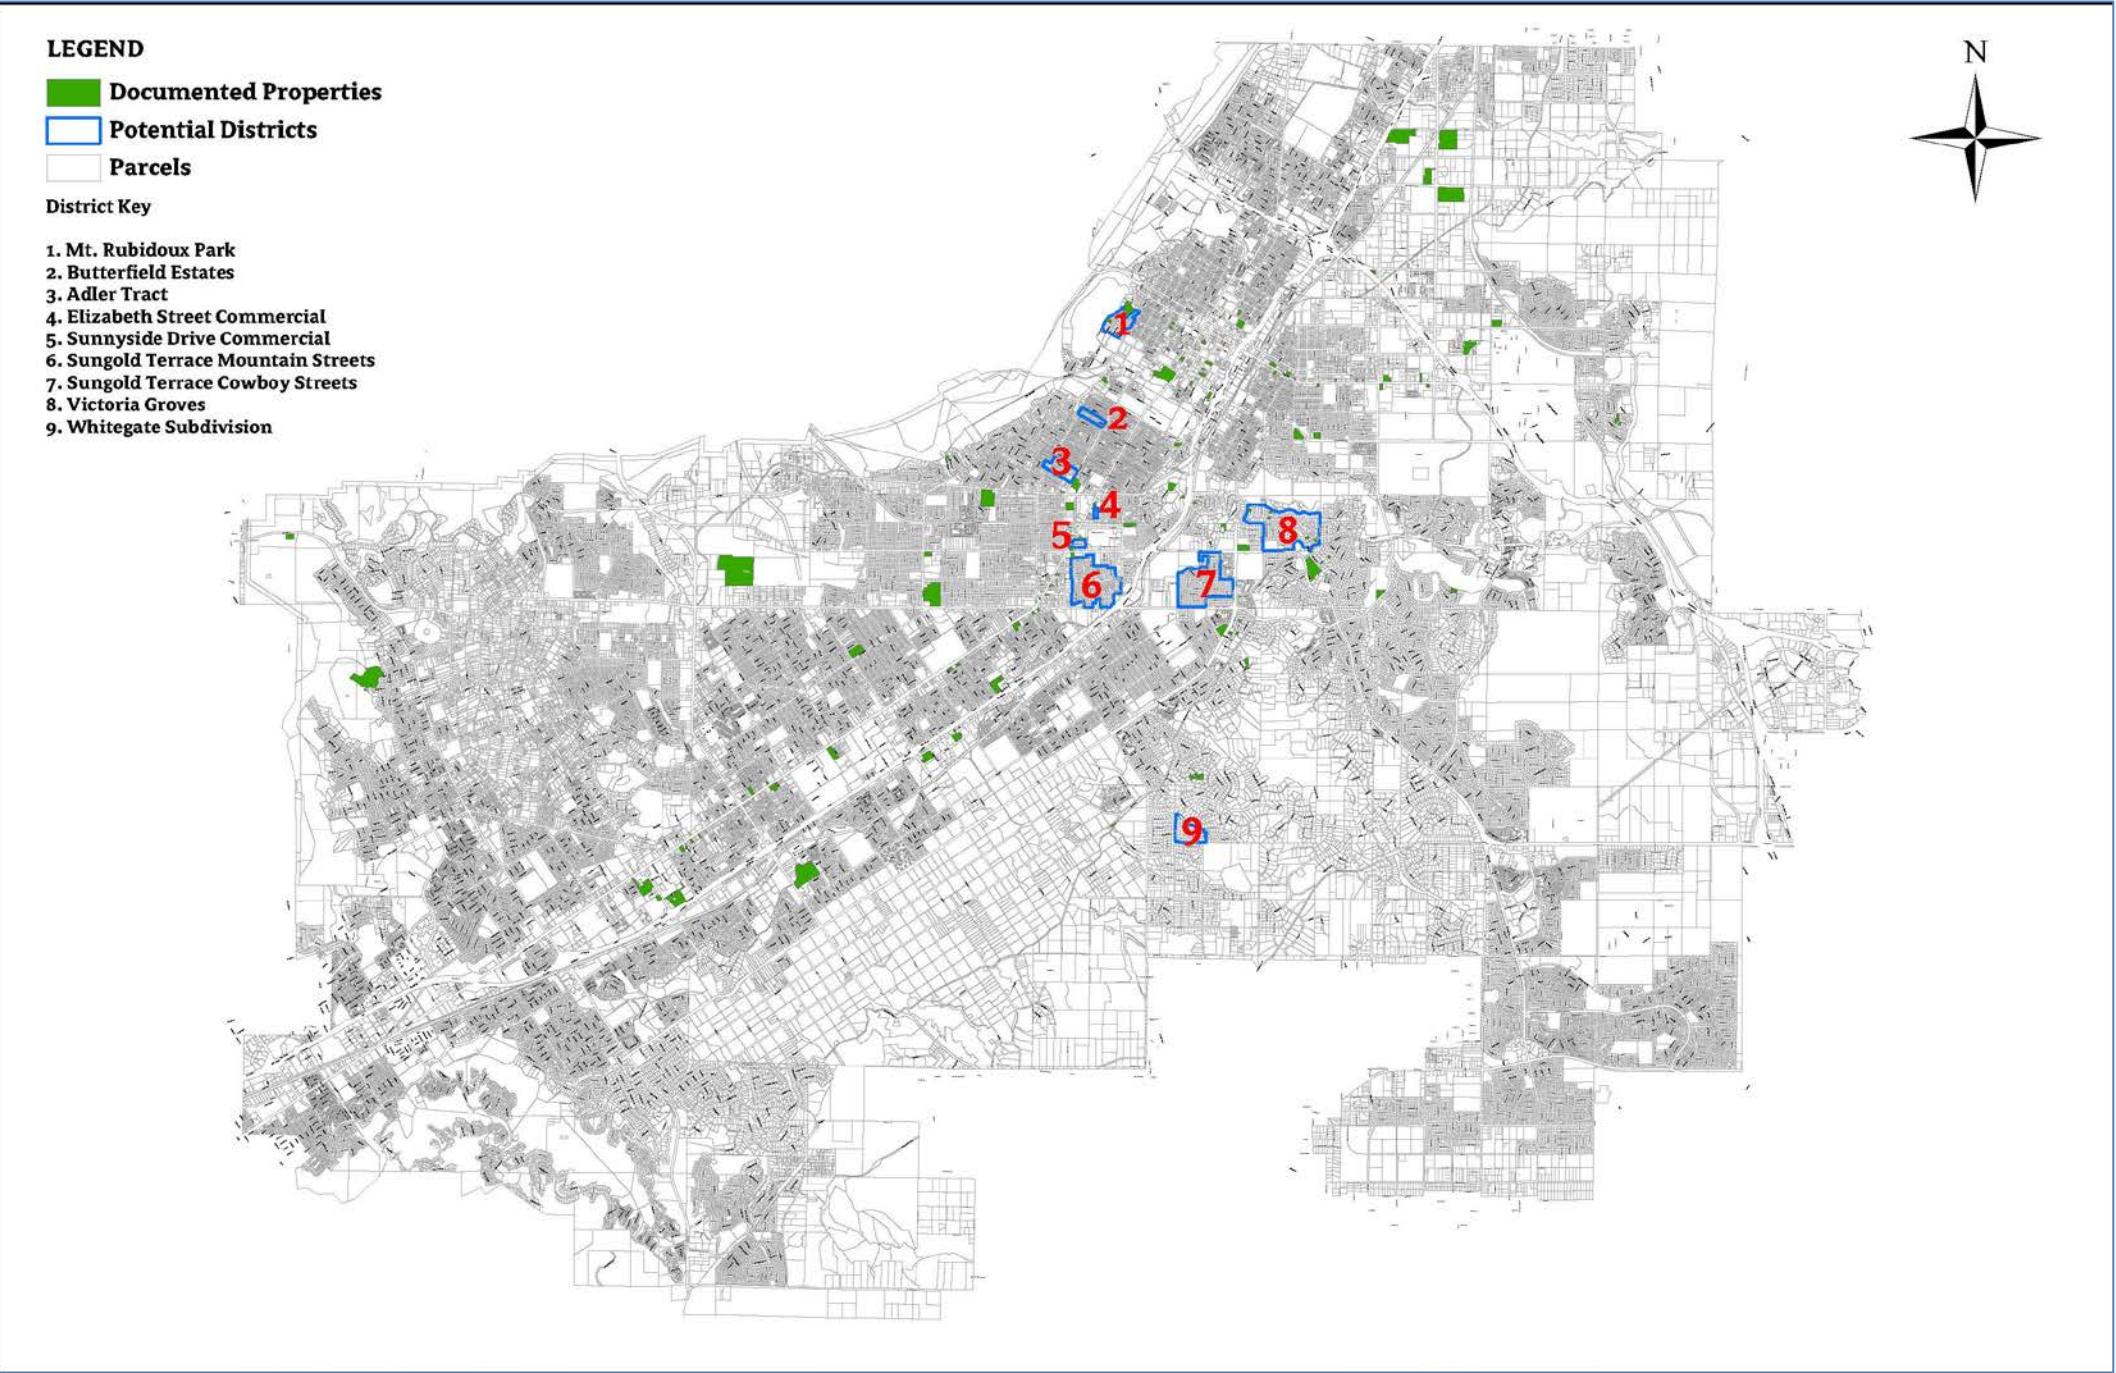 LEGEND
Documented Properties
Potential Districts
Parcels
District Key
1. Mt. Rubidoux Park
2. Butterfield Estates
3. Adler Tract
4. Elizabeth Street Commercial
5. Sunnyside Drive Commercial
6. Sungold Terrace Mountain Streets
7. Sungold Terrace Cowboy Streets
8. Victoria Groves
9. Whitegate Subdivision
N
1
2
3
4
5
8
6
7
9